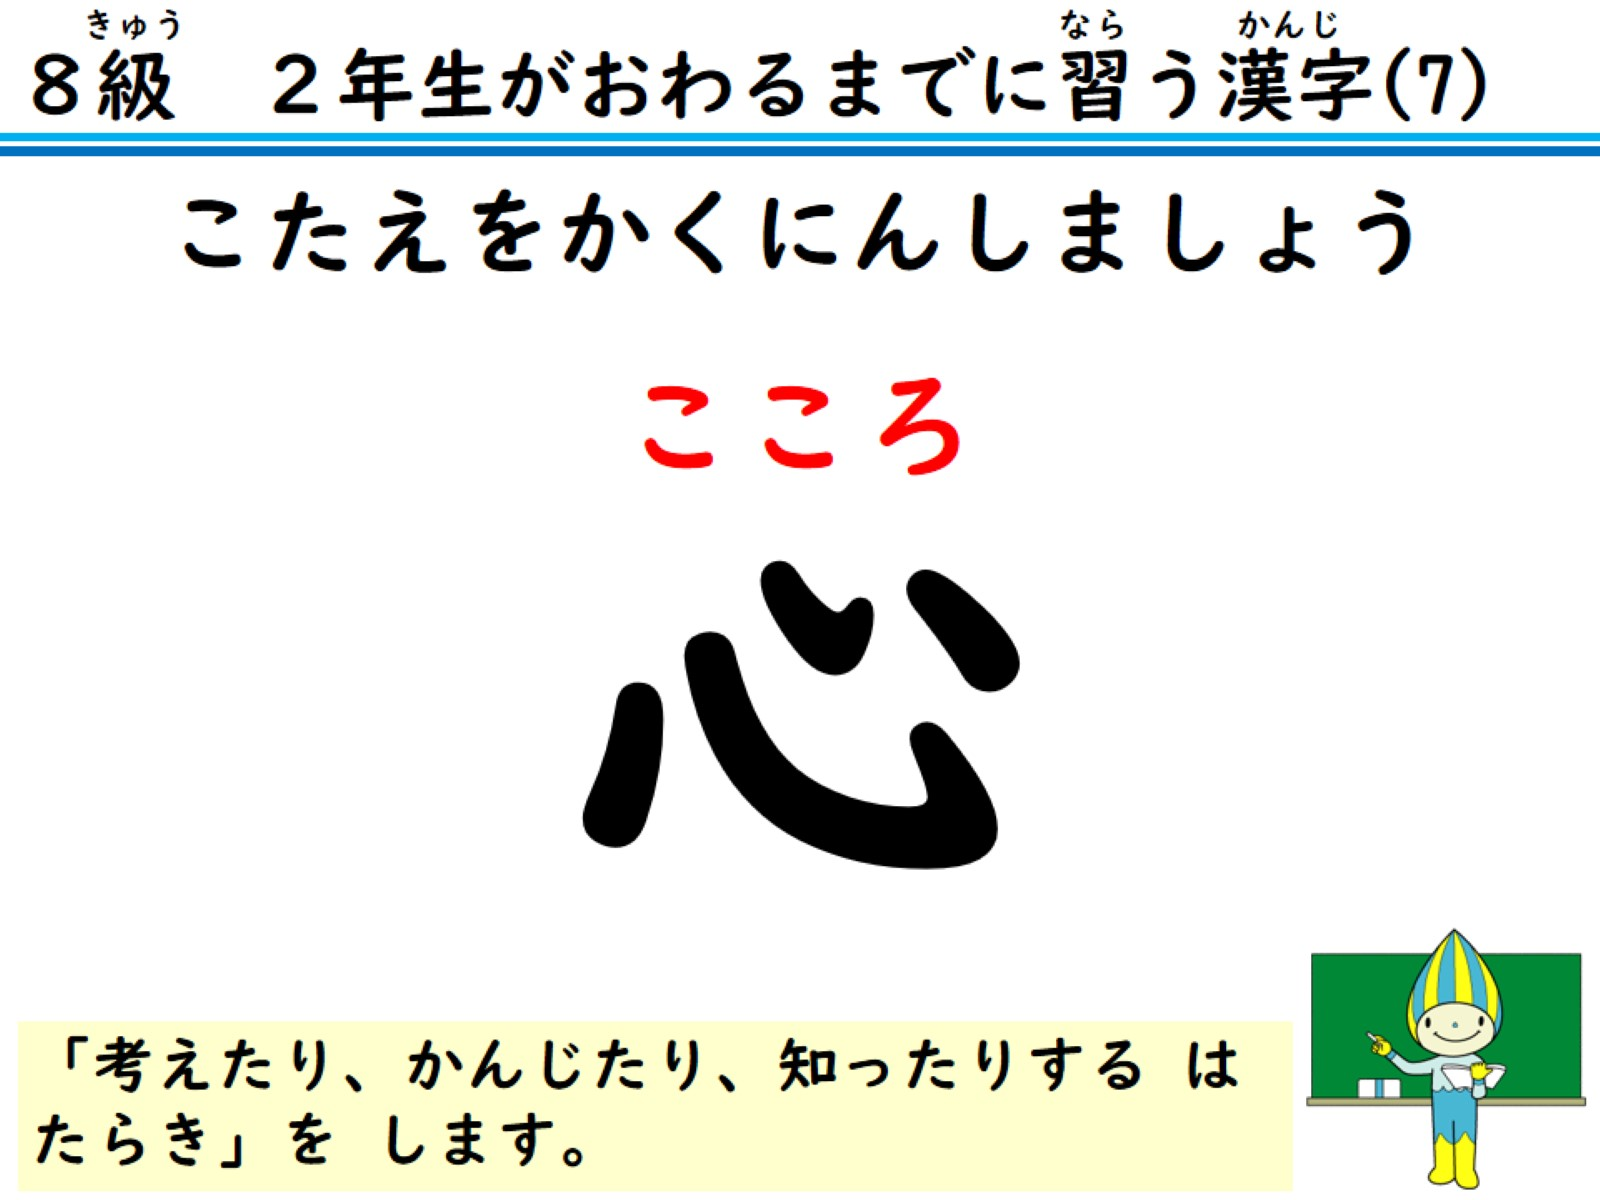 きゅう なら かんじ
８級　２年生がおわるまでに習う漢字(7)
こたえをかくにんしましょう
こころ
心
「考えたり、かんじたり、知ったりする は
たらき」を します。